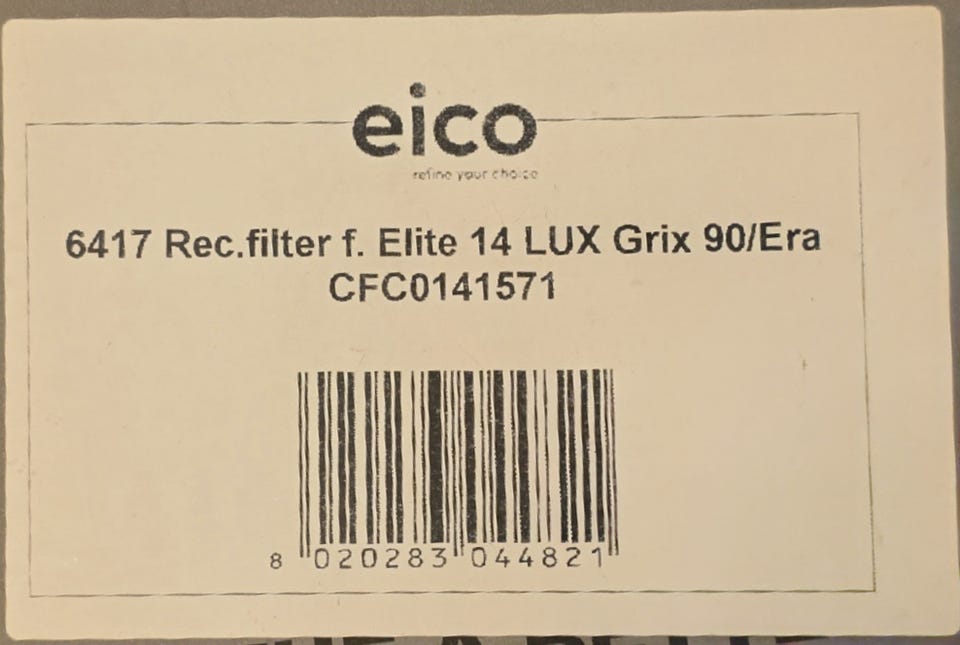 eico
refine your choice
6417 Rec.filter f. Elite 14 LUX Grix 90/Era
CFC0141571
8 020283 044821